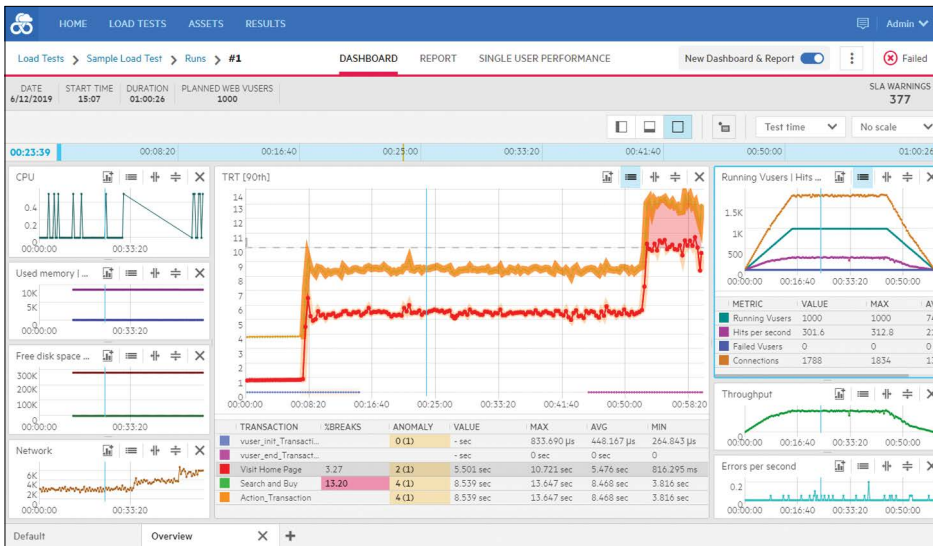 HOME LOAD TESTS ASSETS RESULTS Admin
Load Tests Sample Load Test Runs #1 DASHBOARD REPORT SINGLE USER PERFORMANCE New Dashboard & Report Failed
DATE START TIME DURATION PLANNED WEB VUSERS SLA WARNINGS
6/12/2019 15:07 01:00:26 1000 377
Test time No scale
00:23:39 00:08:20 00:16:40 00:25:00 00:33:20 00:41:40 00:50:00 01:00:26
CPU
0.4
0.2
0
00:00:00 00:33:20
Used memory | ...
10K
5K
0
00:00:00 00:33:20
Free disk space ...
300K
200K
100K
0
00:00:00 00:33:20
Network
6K
4K
2K
0
00:00:00 00:33:20
TRT [90th]
14
13
12
11
10
9
8
7
6
5
4
3
2
1
0
00:00:00 00:08:20 00:16:40 00:25:00 00:33:20 00:41:40 00:50:00 00:58:20
TRANSACTION %BREAKS ANOMALY VALUE MAX AVG MIN
vuser_init_Transacti... 0 (1) - sec 833.690 µs 448.167 µs 264.843 µs
vuser_end_Transact... - sec 0 sec 0 sec 0
Visit Home Page 3.27 2 (1) 5.501 sec 10.721 sec 5.476 sec 816.295 ms
Search and Buy 13.20 4 (1) 8.539 sec 13.647 sec 8.468 sec 3.816 sec
Action_Transaction 4 (1) 8.539 sec 13.647 sec 8.468 sec 3.816 sec
Running Vusers | Hits ...
1.5K
1K
500
0
00:00:00 00:16:40 00:33:20 00:50:00
METRIC VALUE MAX
Running Vusers 1000 1000
Hits per second 301.6 312.8
Failed Vusers 0 0 0
Connections 1788 1834
Throughput
0
00:00:00 00:16:40 00:33:20 00:50:00
Errors per second
0.2
0
00:00:00 00:16:40 00:33:20 00:50:00
Default Overview